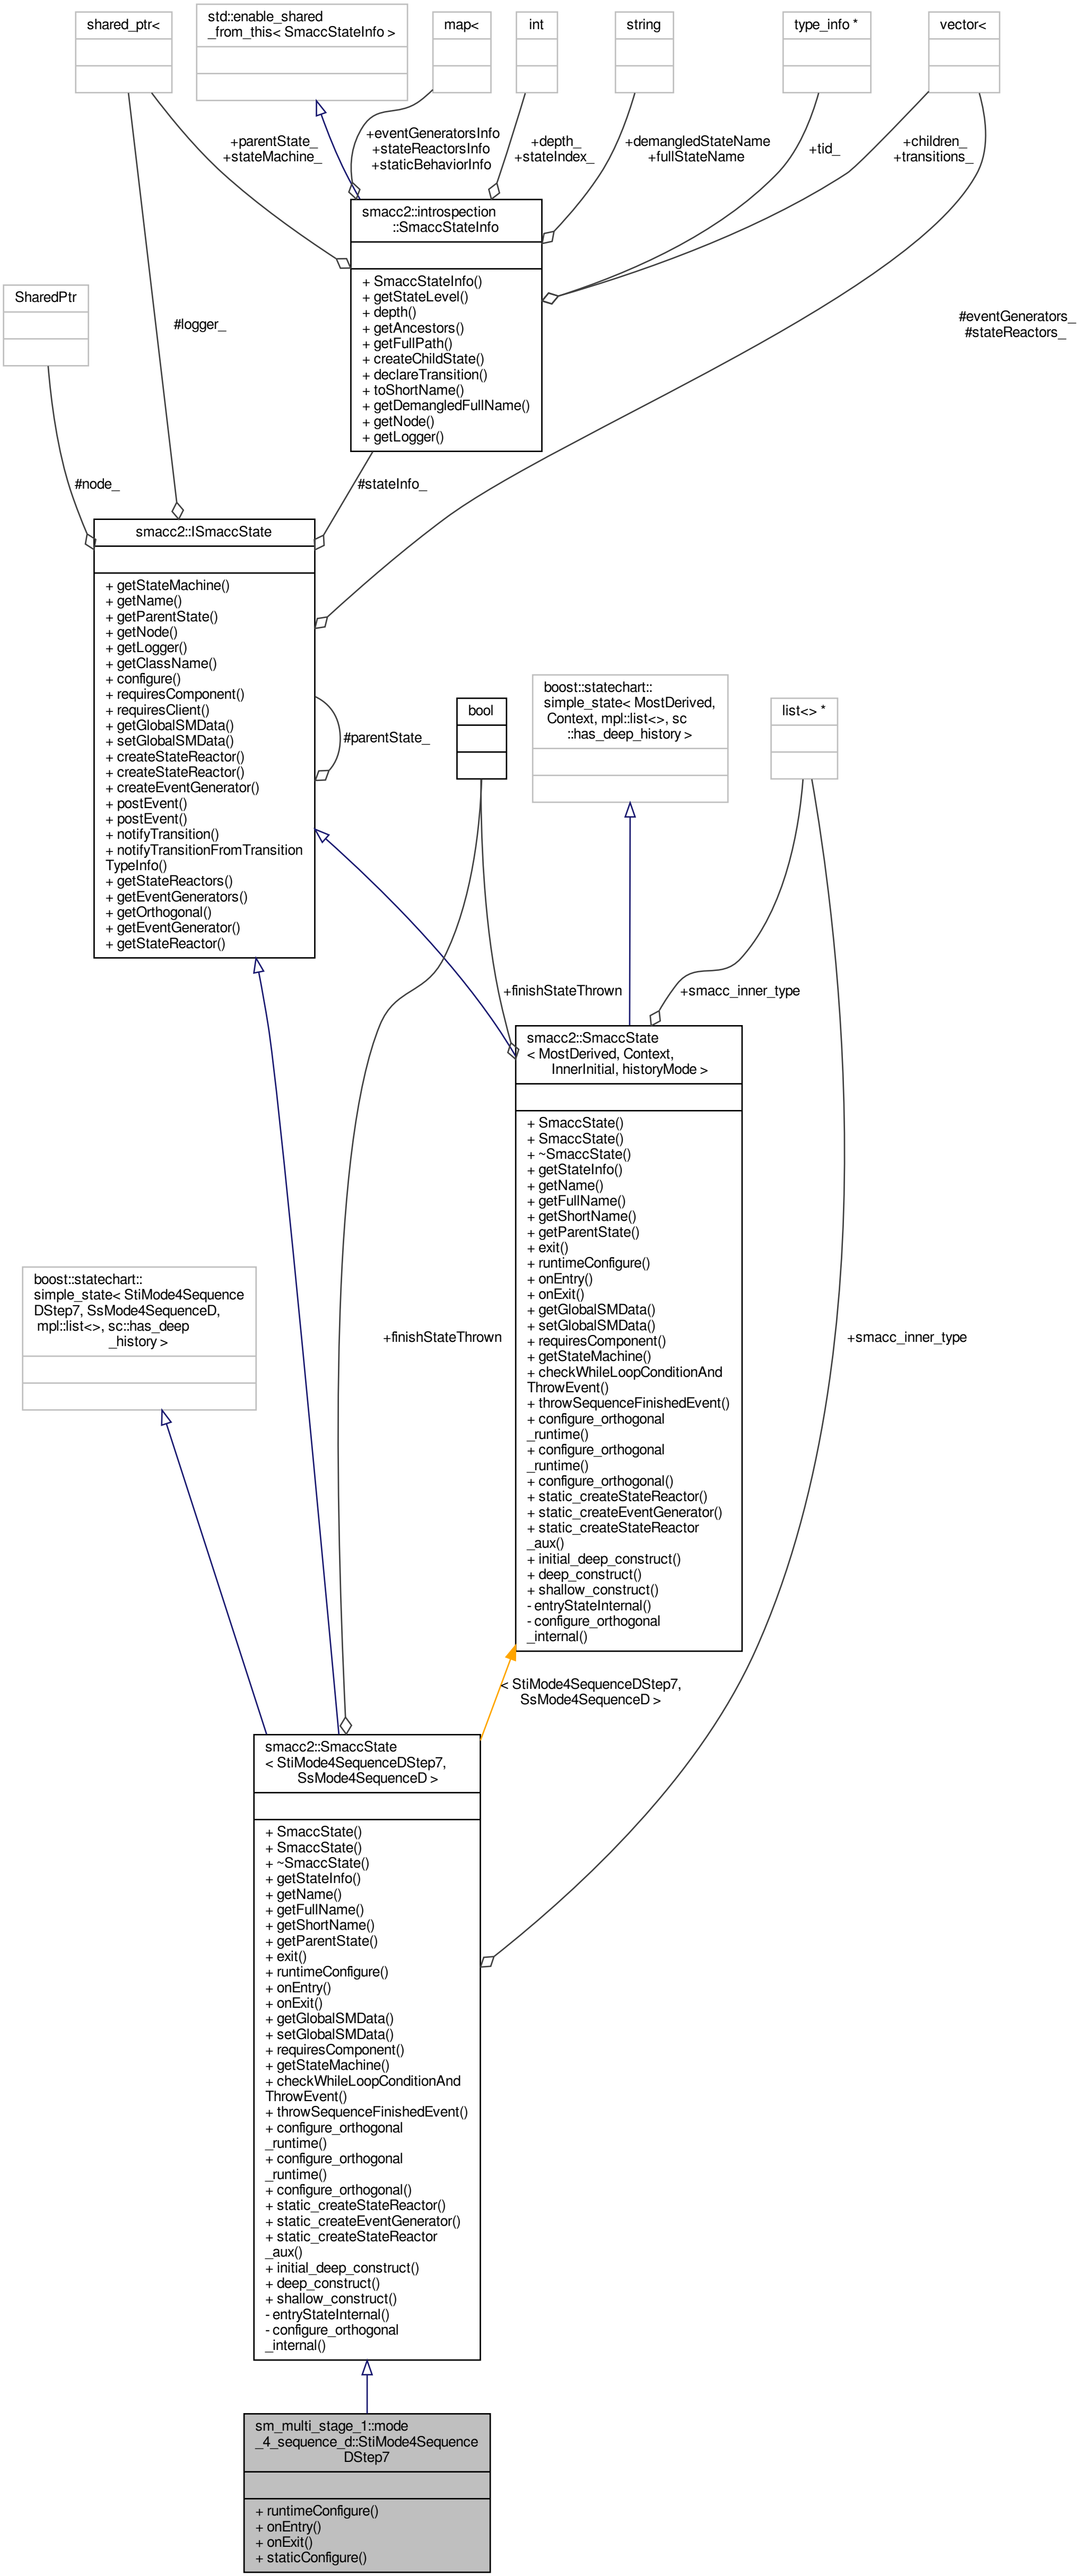 shared_ptr<
std::enable_shared
_from_this< SmaccStateInfo >
map<
int
string
type_info *
vector<
+parentState_
+stateMachine_
+eventGeneratorsInfo
+stateReactorsInfo
+staticBehaviorInfo
+depth_
+stateIndex_
+demangledStateName
+fullStateName
+tid_
+children_
+transitions_
smacc2::introspection
::SmaccStateInfo
+ SmaccStateInfo()
+ getStateLevel()
+ depth()
+ getAncestors()
+ getFullPath()
+ createChildState()
+ declareTransition()
+ toShortName()
+ getDemangledFullName()
+ getNode()
+ getLogger()
SharedPtr
#logger_
#eventGenerators_
#stateReactors_
#node_
#stateInfo_
smacc2::ISmaccState
+ getStateMachine()
+ getName()
+ getParentState()
+ getNode()
+ getLogger()
+ getClassName()
+ configure()
+ requiresComponent()
+ requiresClient()
+ getGlobalSMData()
+ setGlobalSMData()
+ createStateReactor()
+ createStateReactor()
+ createEventGenerator()
+ postEvent()
+ postEvent()
+ notifyTransition()
+ notifyTransitionFromTransition
TypeInfo()
+ getStateReactors()
+ getEventGenerators()
+ getOrthogonal()
+ getEventGenerator()
+ getStateReactor()
#parentState_
bool
boost::statechart::
simple_state< MostDerived,
Context, mpl::list<>, sc
::has_deep_history >
list<> *
+finishStateThrown
+smacc_inner_type
smacc2::SmaccState
< MostDerived, Context,
InnerInitial, historyMode >
+ SmaccState()
+ SmaccState()
+ ~SmaccState()
+ getStateInfo()
+ getName()
+ getFullName()
+ getShortName()
+ getParentState()
+ exit()
+ runtimeConfigure()
+ onEntry()
+ onExit()
+ getGlobalSMData()
+ setGlobalSMData()
+ requiresComponent()
+ getStateMachine()
+ checkWhileLoopConditionAnd
ThrowEvent()
+ throwSequenceFinishedEvent()
+ configure_orthogonal
_runtime()
+ configure_orthogonal
_runtime()
+ configure_orthogonal()
+ static_createStateReactor()
+ static_createEventGenerator()
+ static_createStateReactor
_aux()
+ initial_deep_construct()
+ deep_construct()
+ shallow_construct()
- entryStateInternal()
- configure_orthogonal
_internal()
boost::statechart::
simple_state< StiMode4Sequence
DStep7, SsMode4SequenceD,
mpl::list<>, sc::has_deep
_history >
+finishStateThrown
+smacc_inner_type
< StiMode4SequenceDStep7,
SsMode4SequenceD >
smacc2::SmaccState
< StiMode4SequenceDStep7,
SsMode4SequenceD >
+ SmaccState()
+ SmaccState()
+ ~SmaccState()
+ getStateInfo()
+ getName()
+ getFullName()
+ getShortName()
+ getParentState()
+ exit()
+ runtimeConfigure()
+ onEntry()
+ onExit()
+ getGlobalSMData()
+ setGlobalSMData()
+ requiresComponent()
+ getStateMachine()
+ checkWhileLoopConditionAnd
ThrowEvent()
+ throwSequenceFinishedEvent()
+ configure_orthogonal
_runtime()
+ configure_orthogonal
_runtime()
+ configure_orthogonal()
+ static_createStateReactor()
+ static_createEventGenerator()
+ static_createStateReactor
_aux()
+ initial_deep_construct()
+ deep_construct()
+ shallow_construct()
- entryStateInternal()
- configure_orthogonal
_internal()
sm_multi_stage_1::mode
_4_sequence_d::StiMode4Sequence
DStep7
+ runtimeConfigure()
+ onEntry()
+ onExit()
+ staticConfigure()